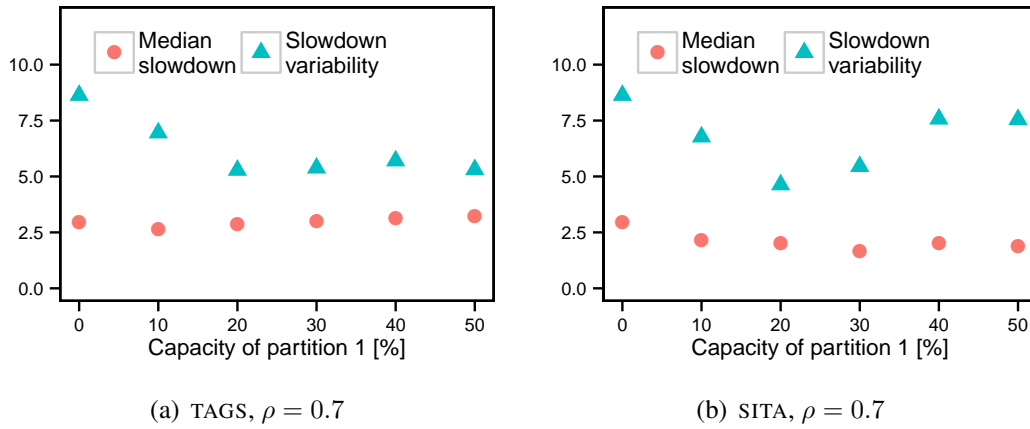 Median slowdown
Slowdown variability
10.0
7.5
5.0
2.5
0.0
0 10 20 30 40 50
Capacity of partition 1 [%]
(a) TAGS, ρ = 0.7
Median slowdown
Slowdown variability
10.0
7.5
5.0
2.5
0.0
0 10 20 30 40 50
Capacity of partition 1 [%]
(b) SITA, ρ = 0.7